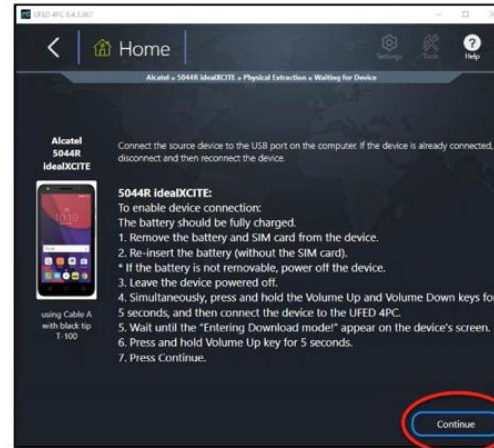 UFED 4PC 6.4.5.667
Home
Settings
Tools
Help
Alcatel » 5044R idealXCITE » Physical Extraction » Waiting for Device
Alcatel
5044R
idealXCITE
10:10
using Cable A
with black tip
T-100
Connect the source device to the USB port on the computer. If the device is already connected,
disconnect and then reconnect the device.
5044R idealXCITE:
To enable device connection:
The battery should be fully charged.
1. Remove the battery and SIM card from the device.
2. Re-insert the battery (without the SIM card).
* If the battery is not removable, power off the device.
3. Leave the device powered off.
4. Simultaneously, press and hold the Volume Up and Volume Down keys for
5 seconds, and then connect the device to the UFED 4PC.
5. Wait until the "Entering Download mode!" appear on the device's screen.
6. Press and hold Volume Up key for 5 seconds.
7. Press Continue.
Continue